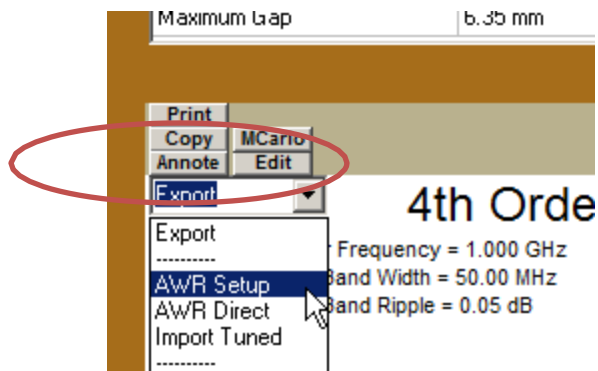 Maximum Gap 6.35 mm
Print
Copy MCarlo
Annote Edit
Export
4th Orde
r Frequency = 1.000 GHz
Export
----------
Band Width = 50.00 MHz
AWR Setup
Band Ripple = 0.05 dB
AWR Direct
Import Tuned
----------